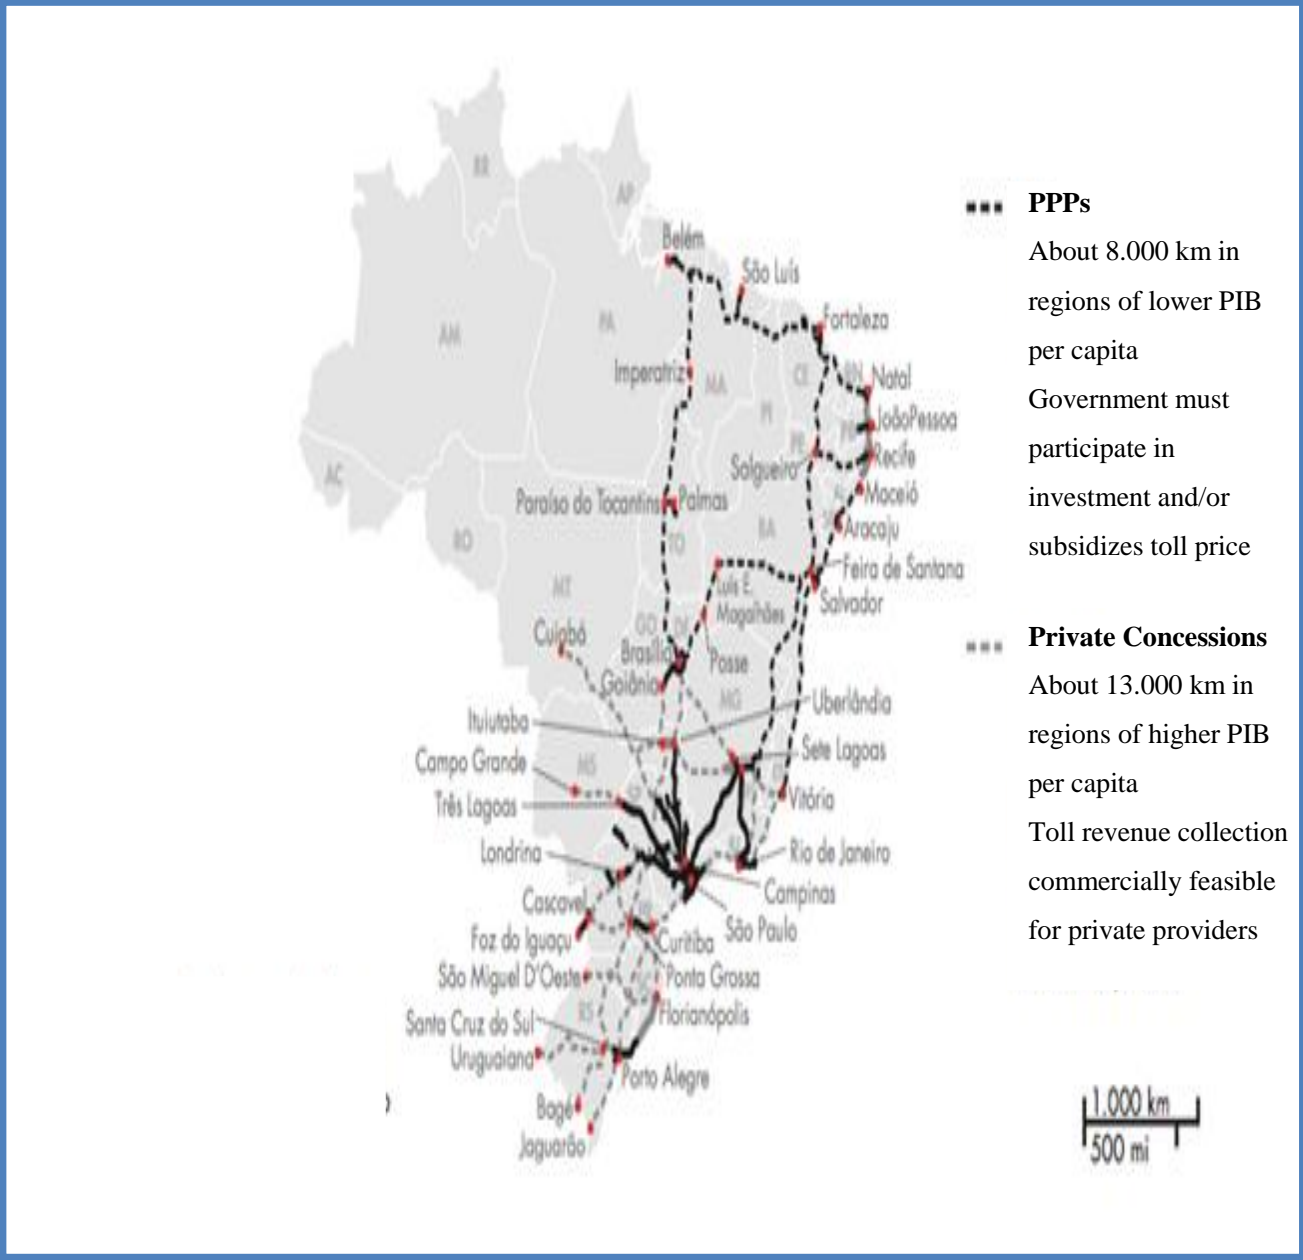 RR
AP
Belém
São Luís
Fortaleza
AM
PA
Imperatriz
MA
CE
RN
Natal
PI
JoãoPessoa
PB
PE
Recife
Salgueiro
AC
Maceió
Paraíso do Tocantins
Palmas
Aracaju
RO
TO
BA
Feira de Santana
MT
Luis E.
Magalhães
Salvador
Cuiabá
GO
DF
Brasília
Posse
Goiânia
MG
Uberlândia
Ituiutaba
Sete Lagoas
Campo Grande
MS
Vitória
Três Lagoas
Londrina
Rio de Janeiro
Campinas
Cascavel
São Paulo
Foz do Iguaçu
Curitiba
São Miguel D'Oeste
Ponta Grossa
RS
Florianópolis
Santa Cruz do Sul
Uruguaiana
Porto Alegre
Bagé
Jaguarão
PPPs
About 8.000 km in
regions of lower PIB
per capita
Government must
participate in
investment and/or
subsidizes toll price
Private Concessions
About 13.000 km in
regions of higher PIB
per capita
Toll revenue collection
commercially feasible
for private providers
1.000 km
500 mi